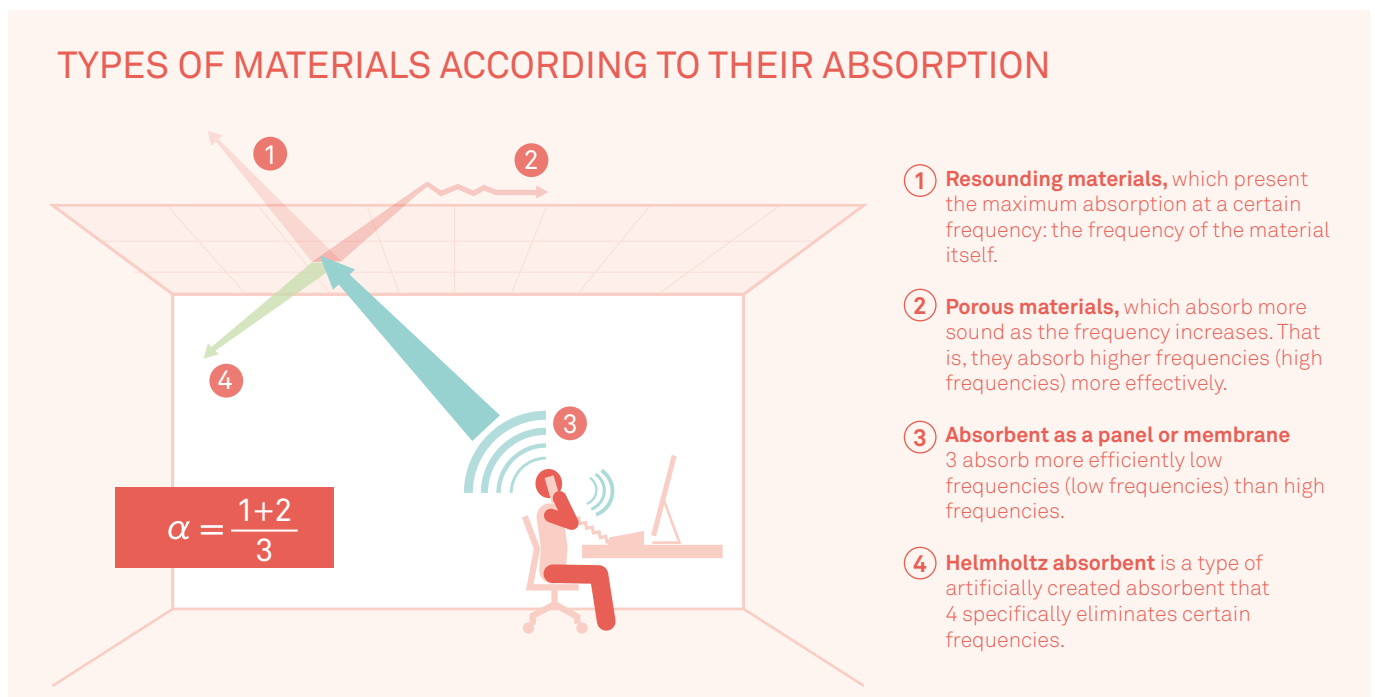 TYPES OF MATERIALS ACCORDING TO THEIR ABSORPTION
1
2
3
4
α = 1+2
3
1 Resounding materials, which present
the maximum absorption at a certain
frequency: the frequency of the material
itself.
2 Porous materials, which absorb more
sound as the frequency increases. That
is, they absorb higher frequencies (high
frequencies) more effectively.
3 Absorbent as a panel or membrane
3 absorb more efficiently low
frequencies (low frequencies) than high
frequencies.
4 Helmholtz absorbent is a type of
artificially created absorbent that
4 specifically eliminates certain
frequencies.